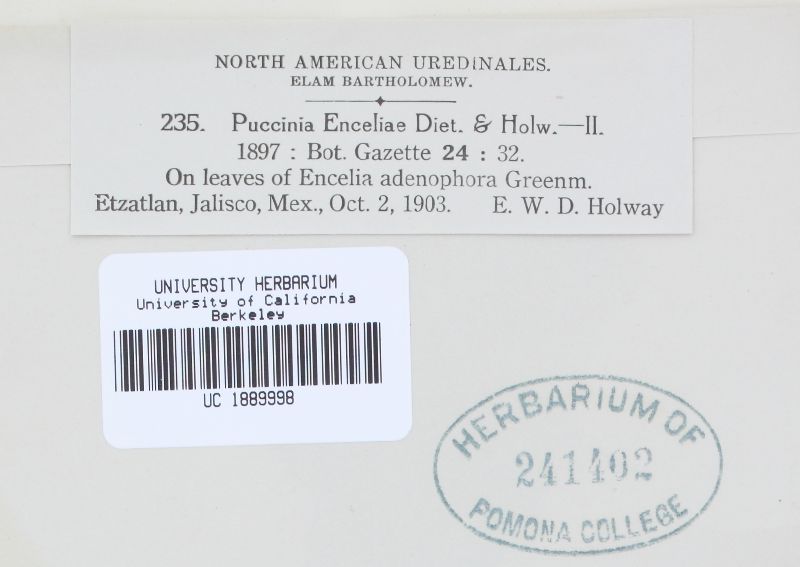 NORTH AMERICAN UREDINALES.
ELAM BARTHOLOMEW.
235. Puccinia Enceliae Diet. & Holw.—II.
1897 : Bot. Gazette 24 : 32.
On leaves of Encelia adenophora Greenm.
Etzatlan, Jalisco, Mex., Oct. 2, 1903. E. W. D. Holway
UNIVERSITY HERBARIUM
University of California
Berkeley
UC 1889998
HERBARIUM OF
241402
POMONA COLLEGE